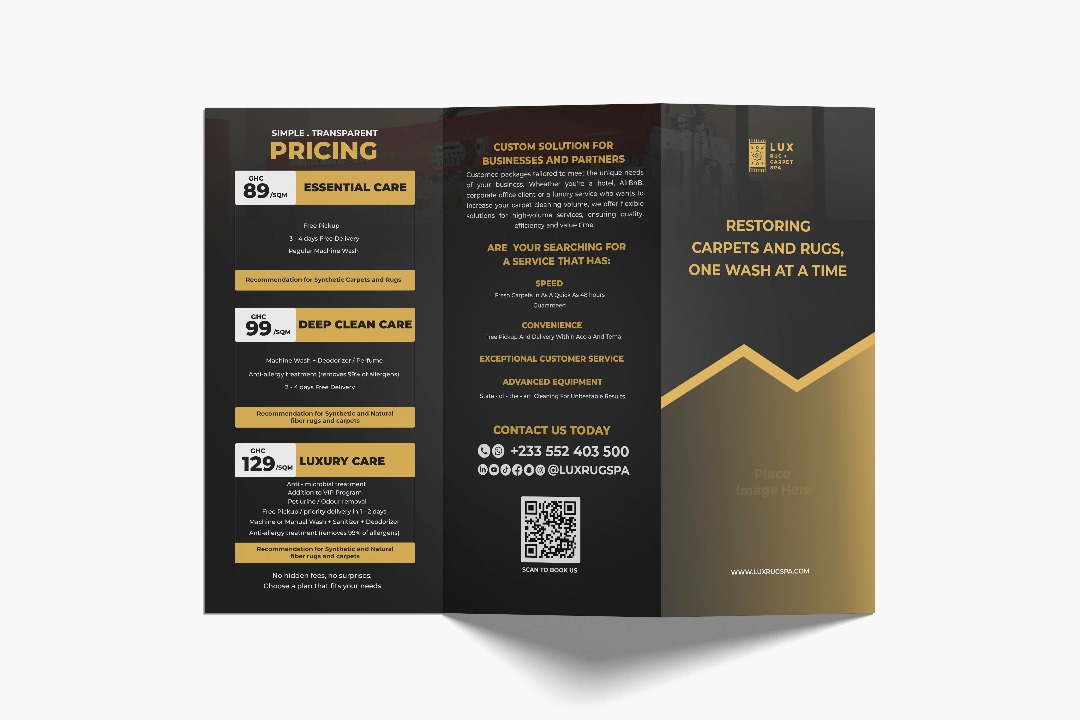 SIMPLE . TRANSPARENT
PRICING
GHC
89/SQM
ESSENTIAL CARE
Free Pickup
3 - 4 days Free Delivery
Regular Machine Wash
Recommendation for Synthetic Carpets and Rugs
GHC
99/SQM
DEEP CLEAN CARE
Machine Wash + Deodorizer / Perfume
Anti-allergy treatment (removes 99% of allergens)
2 - 4 days Free Delivery
Recommendation for Synthetic and Natural
fiber rugs and carpets
GHC
129/SQM
LUXURY CARE
Anti - microbial treatment
Addition to VIP Program
Pet urine / Odour removal
Free Pickup / priority delivery in 1 - 2 days
Machine or Manual Wash + Sanitizer + Deodorizer
Anti-allergy treatment (removes 99% of allergens)
Recommendation for Synthetic and Natural
fiber rugs and carpets
No hidden fees, no surprises.
Choose a plan that fits your needs
CUSTOM SOLUTION FOR
BUSINESSES AND PARTNERS
Customed packages tailored to meet the unique needs
of your business. Wheather you're a hotel, AirBnB,
corporate office client or a luxury service who wants to
increase your carpet cleaning volume, we offer flexible
solutions for high-volume services, ensuring quality,
efficiency and value time.
ARE YOUR SEARCHING FOR
A SERVICE THAT HAS:
SPEED
Fresh Carpets In As A Quick As 48 hours
Guaranteed
CONVENIENCE
Free Pickup And Delivery Within Accra And Tema
EXCEPTIONAL CUSTOMER SERVICE
ADVANCED EQUIPMENT
State - of - the - art Cleaning For Unbeatable Results.
CONTACT US TODAY
+233 552 403 500
@LUXRUGSPA
SCAN TO BOOK US
LUX
RUG +
CARPET
SPA
RESTORING
CARPETS AND RUGS,
ONE WASH AT A TIME
Place
Image Here
WWW.LUXRUGSPA.COM